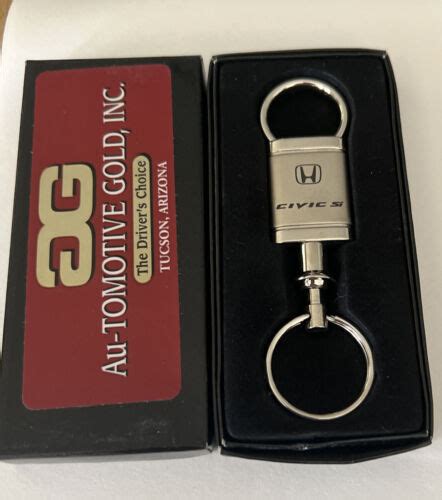 AG
Au-TOMOTIVE GOLD, INC.
The Driver's Choice
TUCSON, ARIZONA
H
CIVIC Si